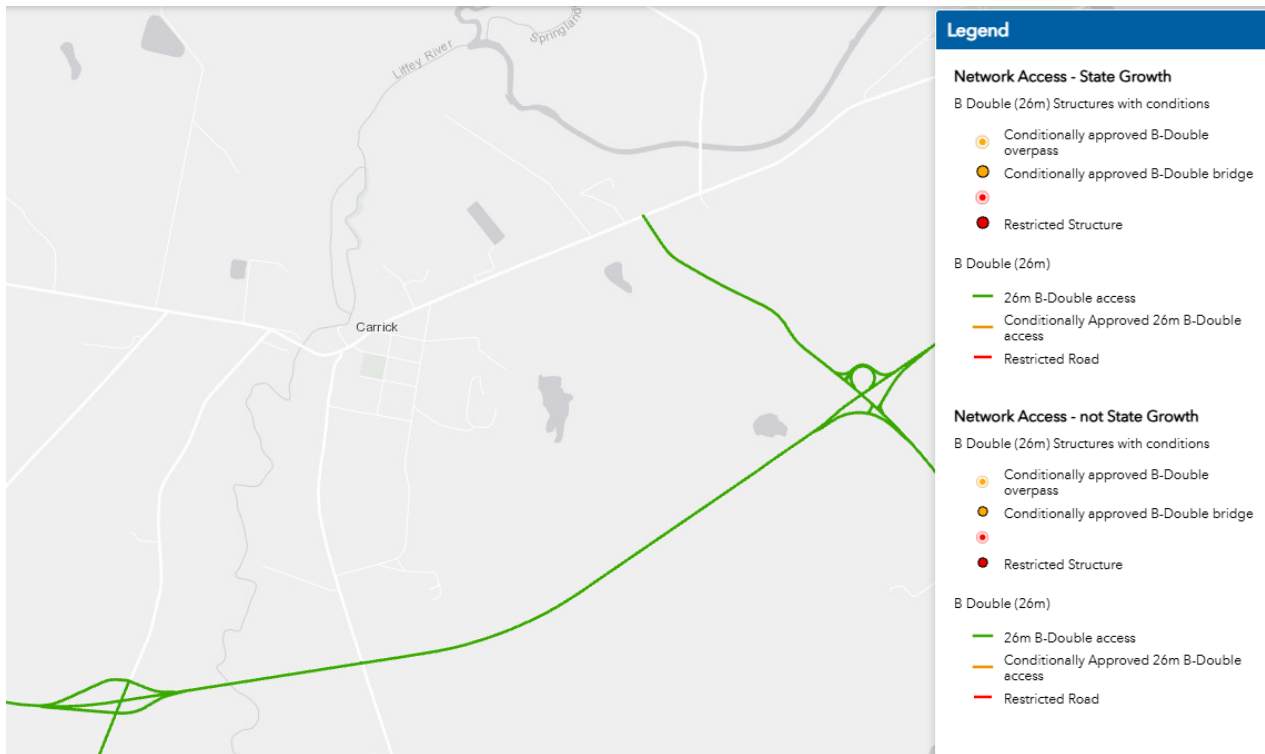 Liffey River
Springland
Carrick
Legend
Network Access - State Growth
B Double (26m) Structures with conditions
Conditionally approved B-Double
overpass
Conditionally approved B-Double bridge
Restricted Structure
B Double (26m)
26m B-Double access
Conditionally Approved 26m B-Double
access
Restricted Road
Network Access - not State Growth
B Double (26m) Structures with conditions
Conditionally approved B-Double
overpass
Conditionally approved B-Double bridge
Restricted Structure
B Double (26m)
26m B-Double access
Conditionally Approved 26m B-Double
access
Restricted Road